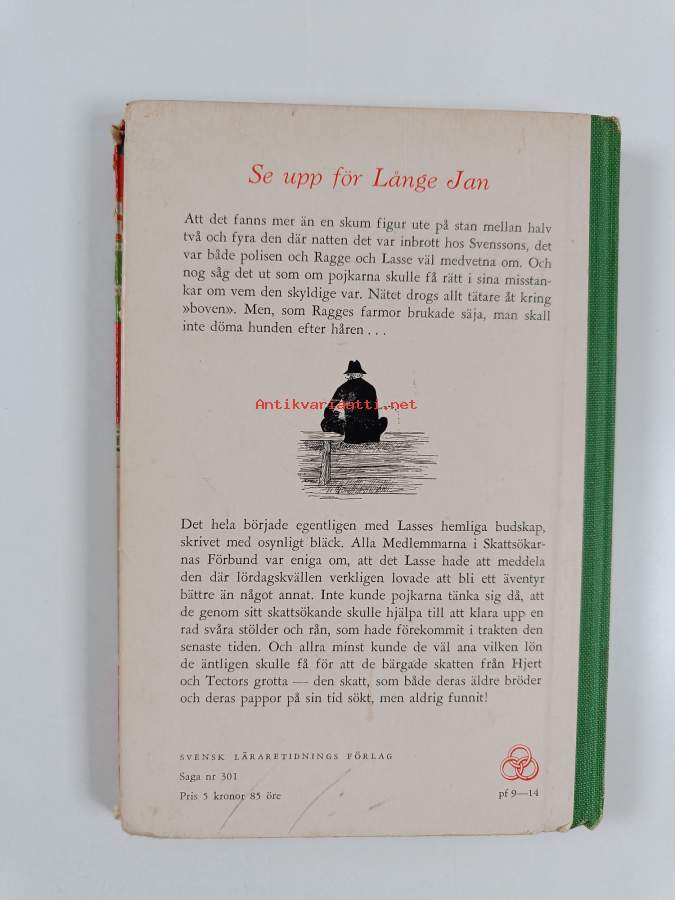 Se upp för Långe Jan
Att det fanns mer än en skum figur ute på stan mellan halv
två och fyra den där natten det var inbrott hos Svenssons, det
var både polisen och Ragge och Lasse väl medvetna om. Och
nog såg det ut som om pojkarna skulle få rätt i sina misstan-
kar om vem den skyldige var. Nätet drogs allt tätare åt kring
»boven». Men, som Ragges farmor brukade säja, man skall
inte döma hunden efter håren . . .
Antikvariaatti.net
Det hela började egentligen med Lasses hemliga budskap,
skrivet med osynligt bläck. Alla Medlemmarna i Skattsökar-
nas Förbund var eniga om, att det Lasse hade att meddela
den där lördagskvällen verkligen lovade att bli ett äventyr
bättre än något annat. Inte kunde pojkarna tänka sig då, att
de genom sitt skattsökande skulle hjälpa till att klara upp en
rad svåra stölder och rån, som hade förekommit i trakten den
senaste tiden. Och allra minst kunde de väl ana vilken lön
de äntligen skulle få för att de bärgade skatten från Hjert
och Tectors grotta — den skatt, som både deras äldre bröder
och deras pappor på sin tid sökt, men aldrig funnit!
SVENSK LÄRARETIDNINGS FÖRLAG
Saga nr 301
Pris 5 kronor 85 öre
pf 9—14